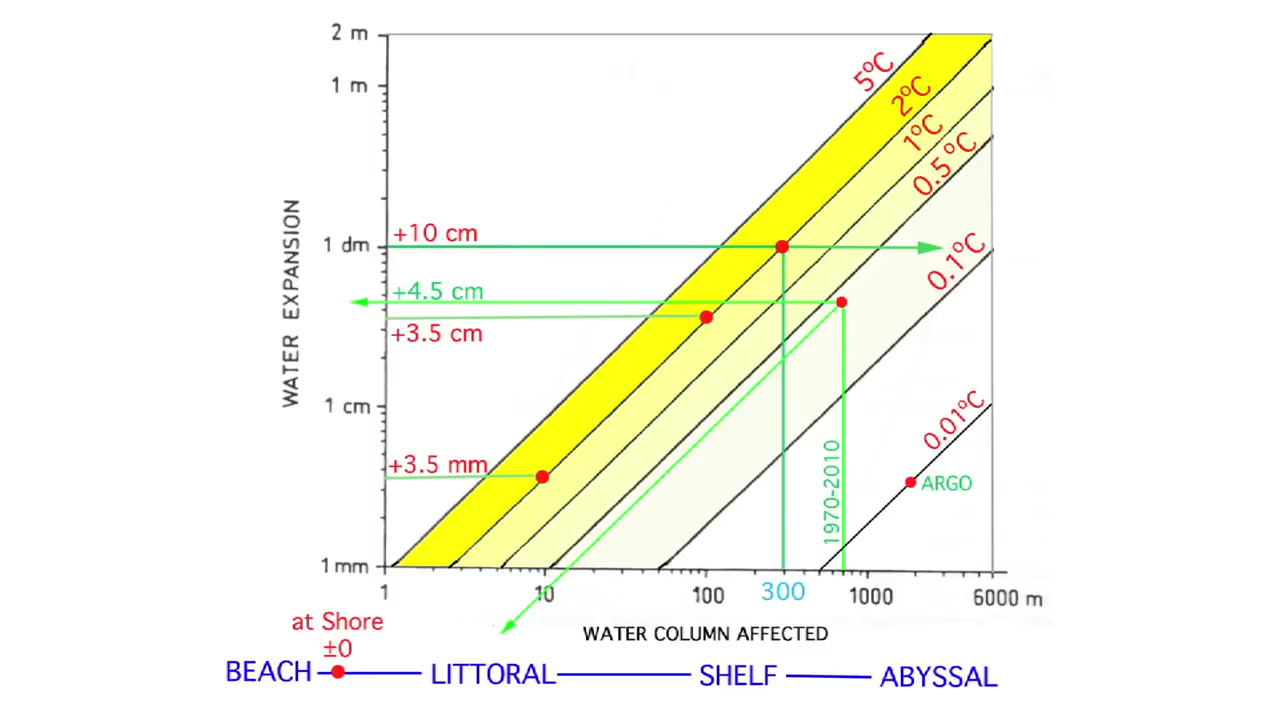 2 m
1 m
1 dm
1 cm
1 mm
WATER EXPANSION
5°C
2°C
1°C
0.5°C
0.1°C
0.01°C
+10 cm
+4.5 cm
+3.5 cm
+3.5 mm
1970-2010
ARGO
1 10 100 300 1000 6000 m
WATER COLUMN AFFECTED
at Shore
±0
BEACH LITTORAL SHELF ABYSSAL